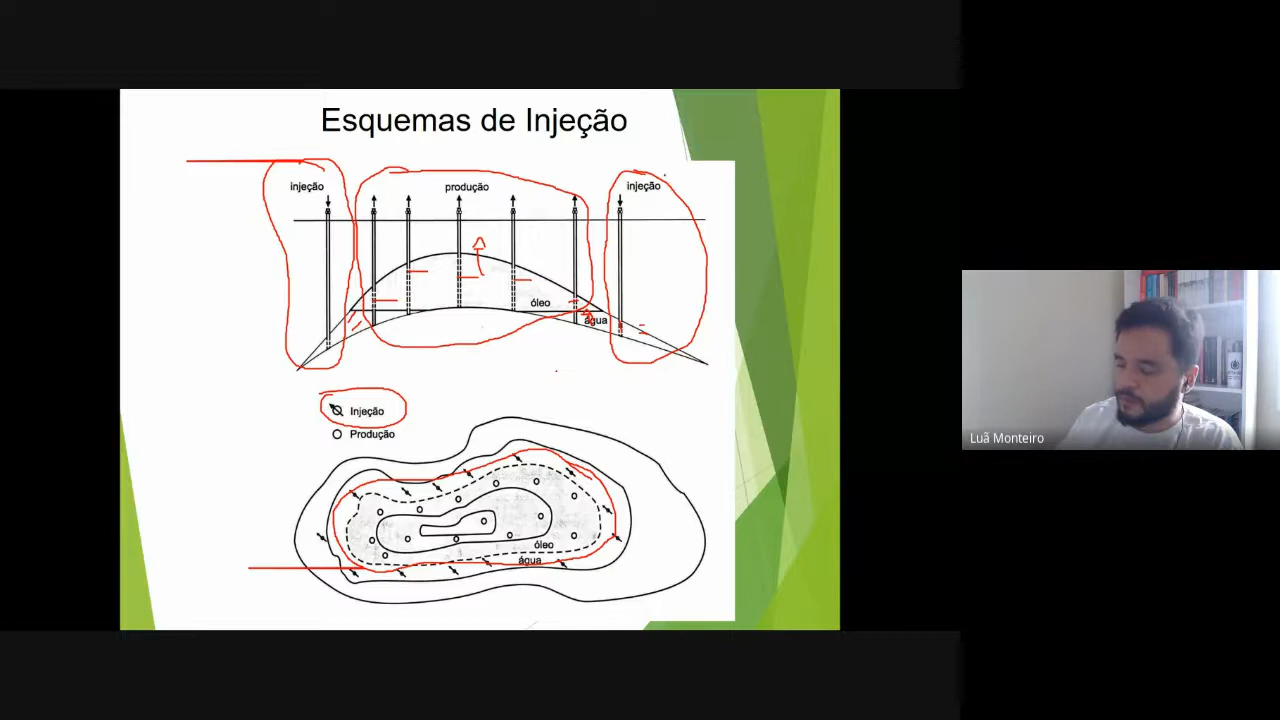 Esquemas de Injeção
injeção
produção
injeção
óleo
água
Injeção
Produção
óleo
água
Luã Monteiro